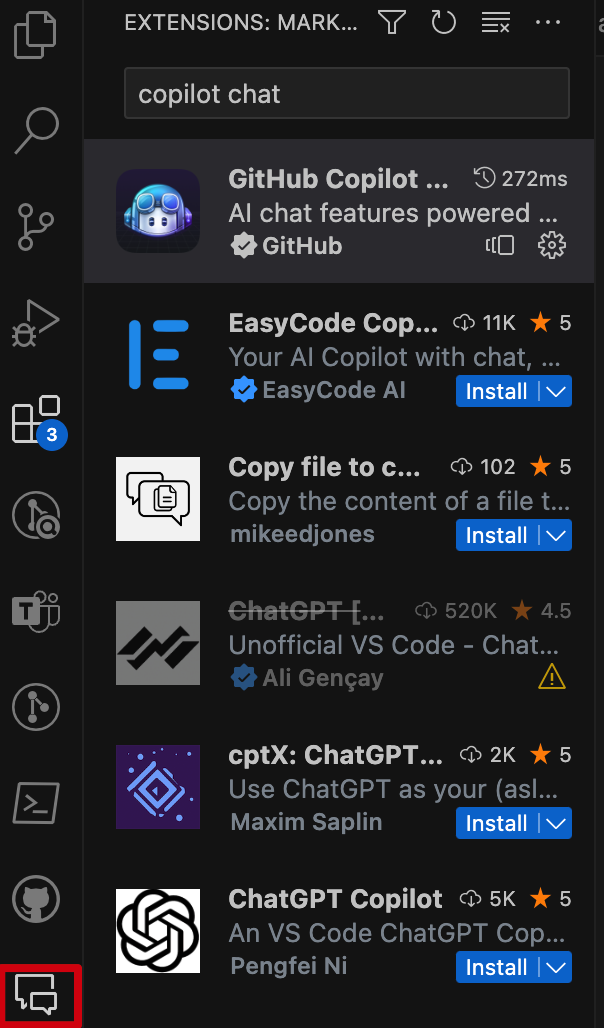 EXTENSIONS: MARK...
copilot chat
GitHub Copilot ... 272ms
AI chat features powered ...
GitHub
EasyCode Cop... 11K 5
Your AI Copilot with chat, ...
EasyCode AI Install
3
Copy file to c... 102 5
Copy the content of a file t...
mikeedjones Install
ChatGPT [... 520K 4.5
Unofficial VS Code - Chat...
Ali Gençay
T
cptX: ChatGPT... 2K 5
Use ChatGPT as your (asl...
Maxim Saplin Install
ChatGPT Copilot 5K 5
An VS Code ChatGPT Cop...
Pengfei Ni Install